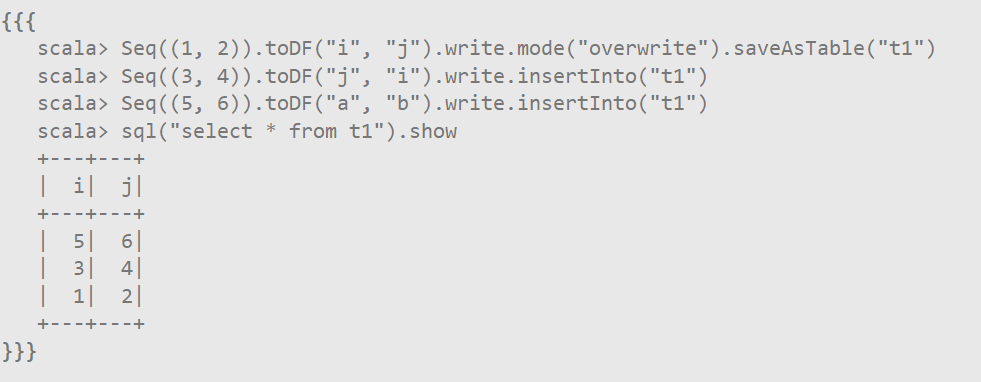 {{{
   scala> Seq((1, 2)).toDF("i", "j").write.mode("overwrite").saveAsTable("t1")
   scala> Seq((3, 4)).toDF("j", "i").write.insertInto("t1")
   scala> Seq((5, 6)).toDF("a", "b").write.insertInto("t1")
   scala> sql("select * from t1").show
   +---+---+
   |  i|  j|
   +---+---+
   |  5|  6|
   |  3|  4|
   |  1|  2|
   +---+---+
}}}